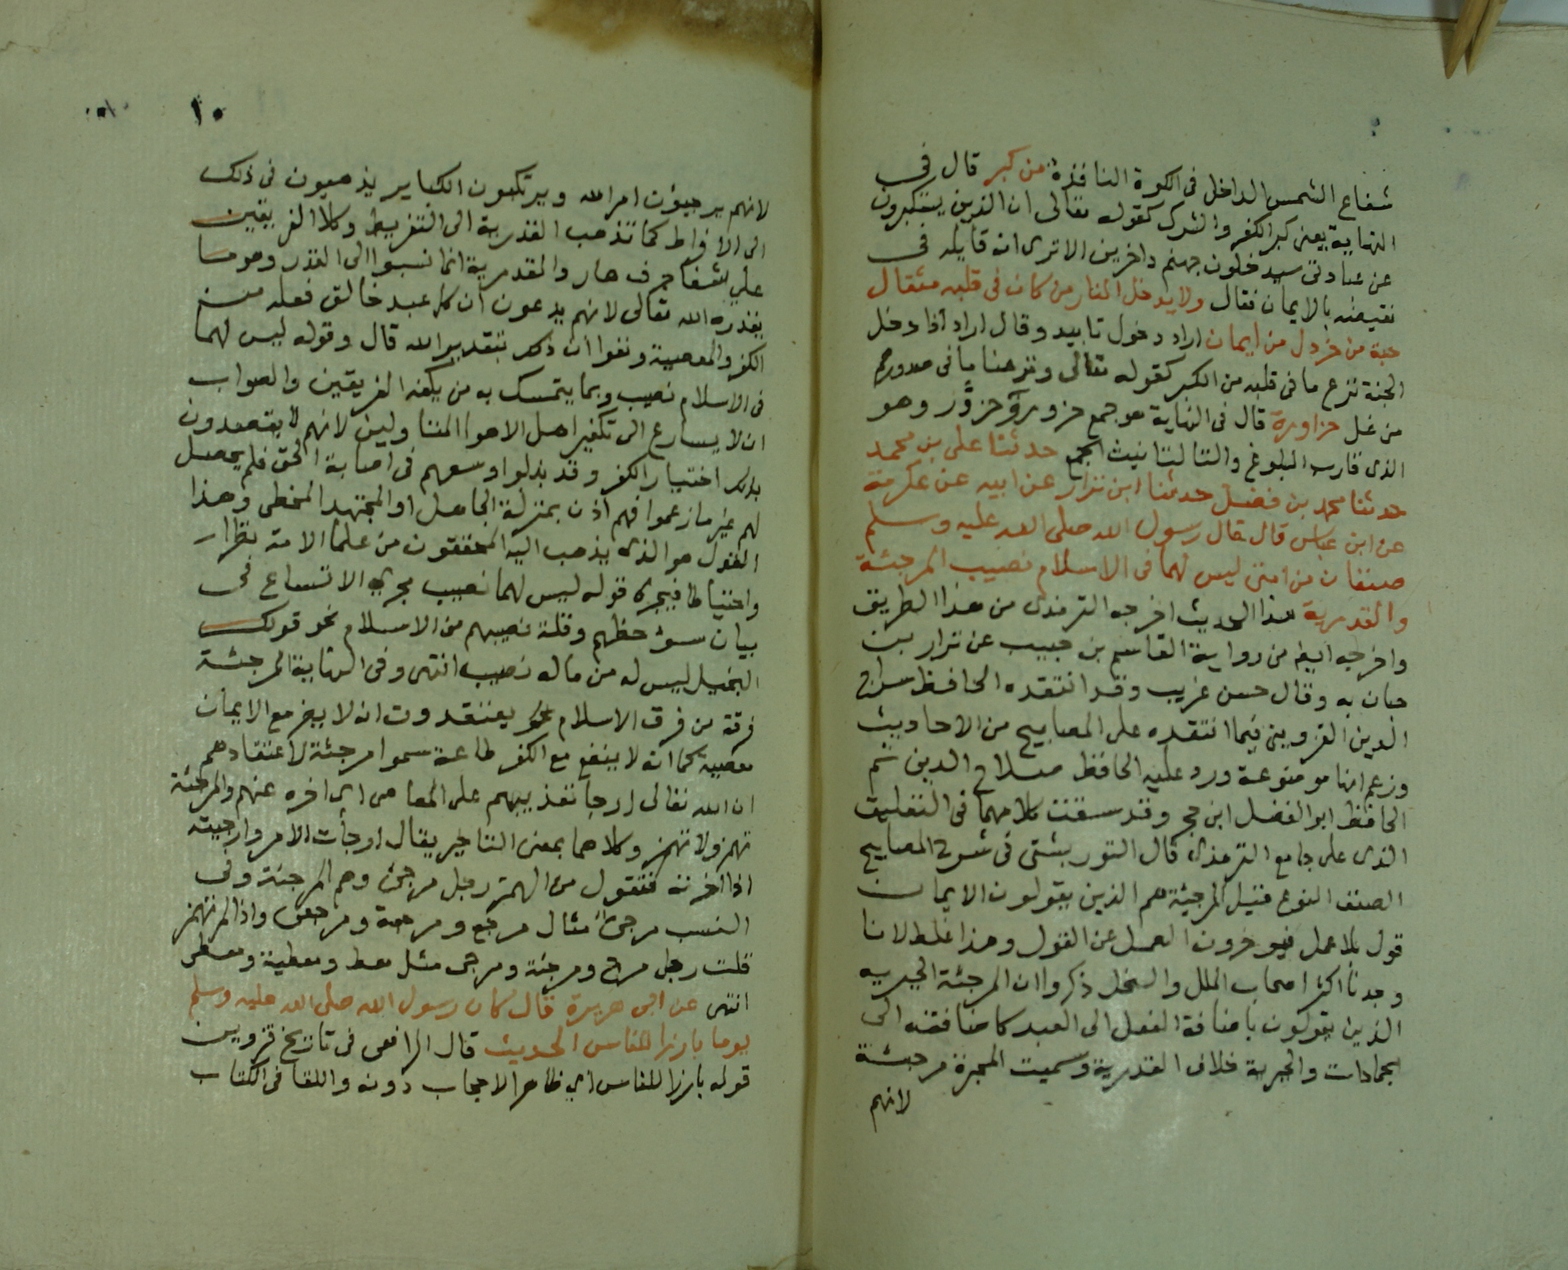 شعاع الشمس الداخل في الكوة النافذة من كبر قال في
النهاية يعني كبر الكفر والشرك كقوله تعالى ان الذين يستكبرون
عن عبادتي سيدخلون جهنم داخرين الا ترى انه قابله في
نقيضه بالايمان فقال ولا يدخل النار من كان في قلبه مثقال
حبة من خردل من ايمان اراد دخول تابيد وقال اراد اذا دخل
الجنة نزع ما في قلبه من الكبر كقوله تعالى ونزعنا ما في صدورهم
من غل حزاورة قال في النهاية هو جمع حزور وحزوّر وهو
الذي قارب البلوغ والتا لتانيث الجمع حدثنا علي بن محمد
حدثنا محمد بن فضيل حدثنا ابن نزار عن ابيه عن عكرمة
عن ابن عباس قال قال رسول الله صلى الله عليه وسلم
صنفان من امتي ليس لهما في الاسلام نصيب المرجئة
والقدرية هذا الحديث اخرجه الترمذي من هذا الطريق
واخرجه ايضا من رواية القاسم بن حبيب عن نزار بن
حيان به وقال حسن غريب وقد انتقده الحافظ سراج
الدين القزويني فيما انتقده على المصابيح من الاحاديث
وزعم انها موضوعة ورد عليه الحافظ صلاح الدين ثم
الحافظ ابو الفضل ابن حجر وقد سقت كلامهما في التعليق
الذي على جامع الترمذي قال التوربشتي في شرح المصابيح
الصنف النوع فقيل المرجئة هم الذين يقولون الايمان
قول بلا عمل فيوخرون العمل عن القول وهذا غلط لانا
وجدنا اكثر اصحاب الملل والنحل ذكروا ان المرجئة الجبرية
الذين يقولون باضافة الفعل الى العبد كاضافته الى
الجمادات والجبرية خلاف القدرية وسميت المجبرة مرجئة
لانهم
١٠
لانهم يرجئون امر الله ويرتكبون الكباير يذهبون في ذلك
الى الافراط كما تذهب القدرية الى التفريط وكلا الفريقين
على شفا جرف هار والقدرية انما نسبوا الى القدر وهو ما
يقدره الله تعالى لانهم يدعون ان كل عبد خالق فعله من
الكفر والمعصية ونفوا ان ذلك بتقدير الله قال وقوله ليس لهما
في الاسلام نصيب ربما يتمسك به من يكفر الفريقين والصواب
ان لا يسارع الى تكفير اهل الاهوا المتاولين لانهم لا يقصدون
بذلك اختيار الكفر وقد بذلوا وسعهم في اصابة الحق فلم يحصل
لهم غير ما زعموا فهم اذن بمنزلة الجاهل او المجتهد المخطي وهذا
القول هو الذي يذهب اليه المحققون من علما الامة نظرا
واحتياطا فيجري قوله ليس لهما نصيب مجرى الاتساع في
بيان سوء حظهم وقلة نصيبهم من الاسلام نحو قولك
البخيل ليس له من ماله نصيب انتهى وفي النهاية المرجئة
فرقة من فرق الاسلام يعتقدون انه لا يضر مع الايمان
معصية كما انه لا ينفع مع الكفر طاعة سموا مرجئة لاعتقادهم
ان الله تعالى ارجا تعذيبهم على المعاصي اي اخره عنهم والمرجئة
تهمز ولا تهمز وكلاهما بمعنى التاخير يقال ارجأت الامر وارجيته
اذا اخرته فتقول من الهمز رجل مرجئ وهم المرجئة وفي
النسب مرجئي مثال مرجع ومرجعة ومرجعي واذا لم تهمز
قلت رجل مرج ومرجية ومرجي مثل معط ومعطية ومعطي
انتهى عن ابي هريرة قال كان رسول الله صلى الله عليه وسلم
يوما بارزا للناس الحديث قال الرافعي في تاريخ قزوين
قوله بارزا للناس اي ظاهر الاحجاب دونه واللقا في الكتاب